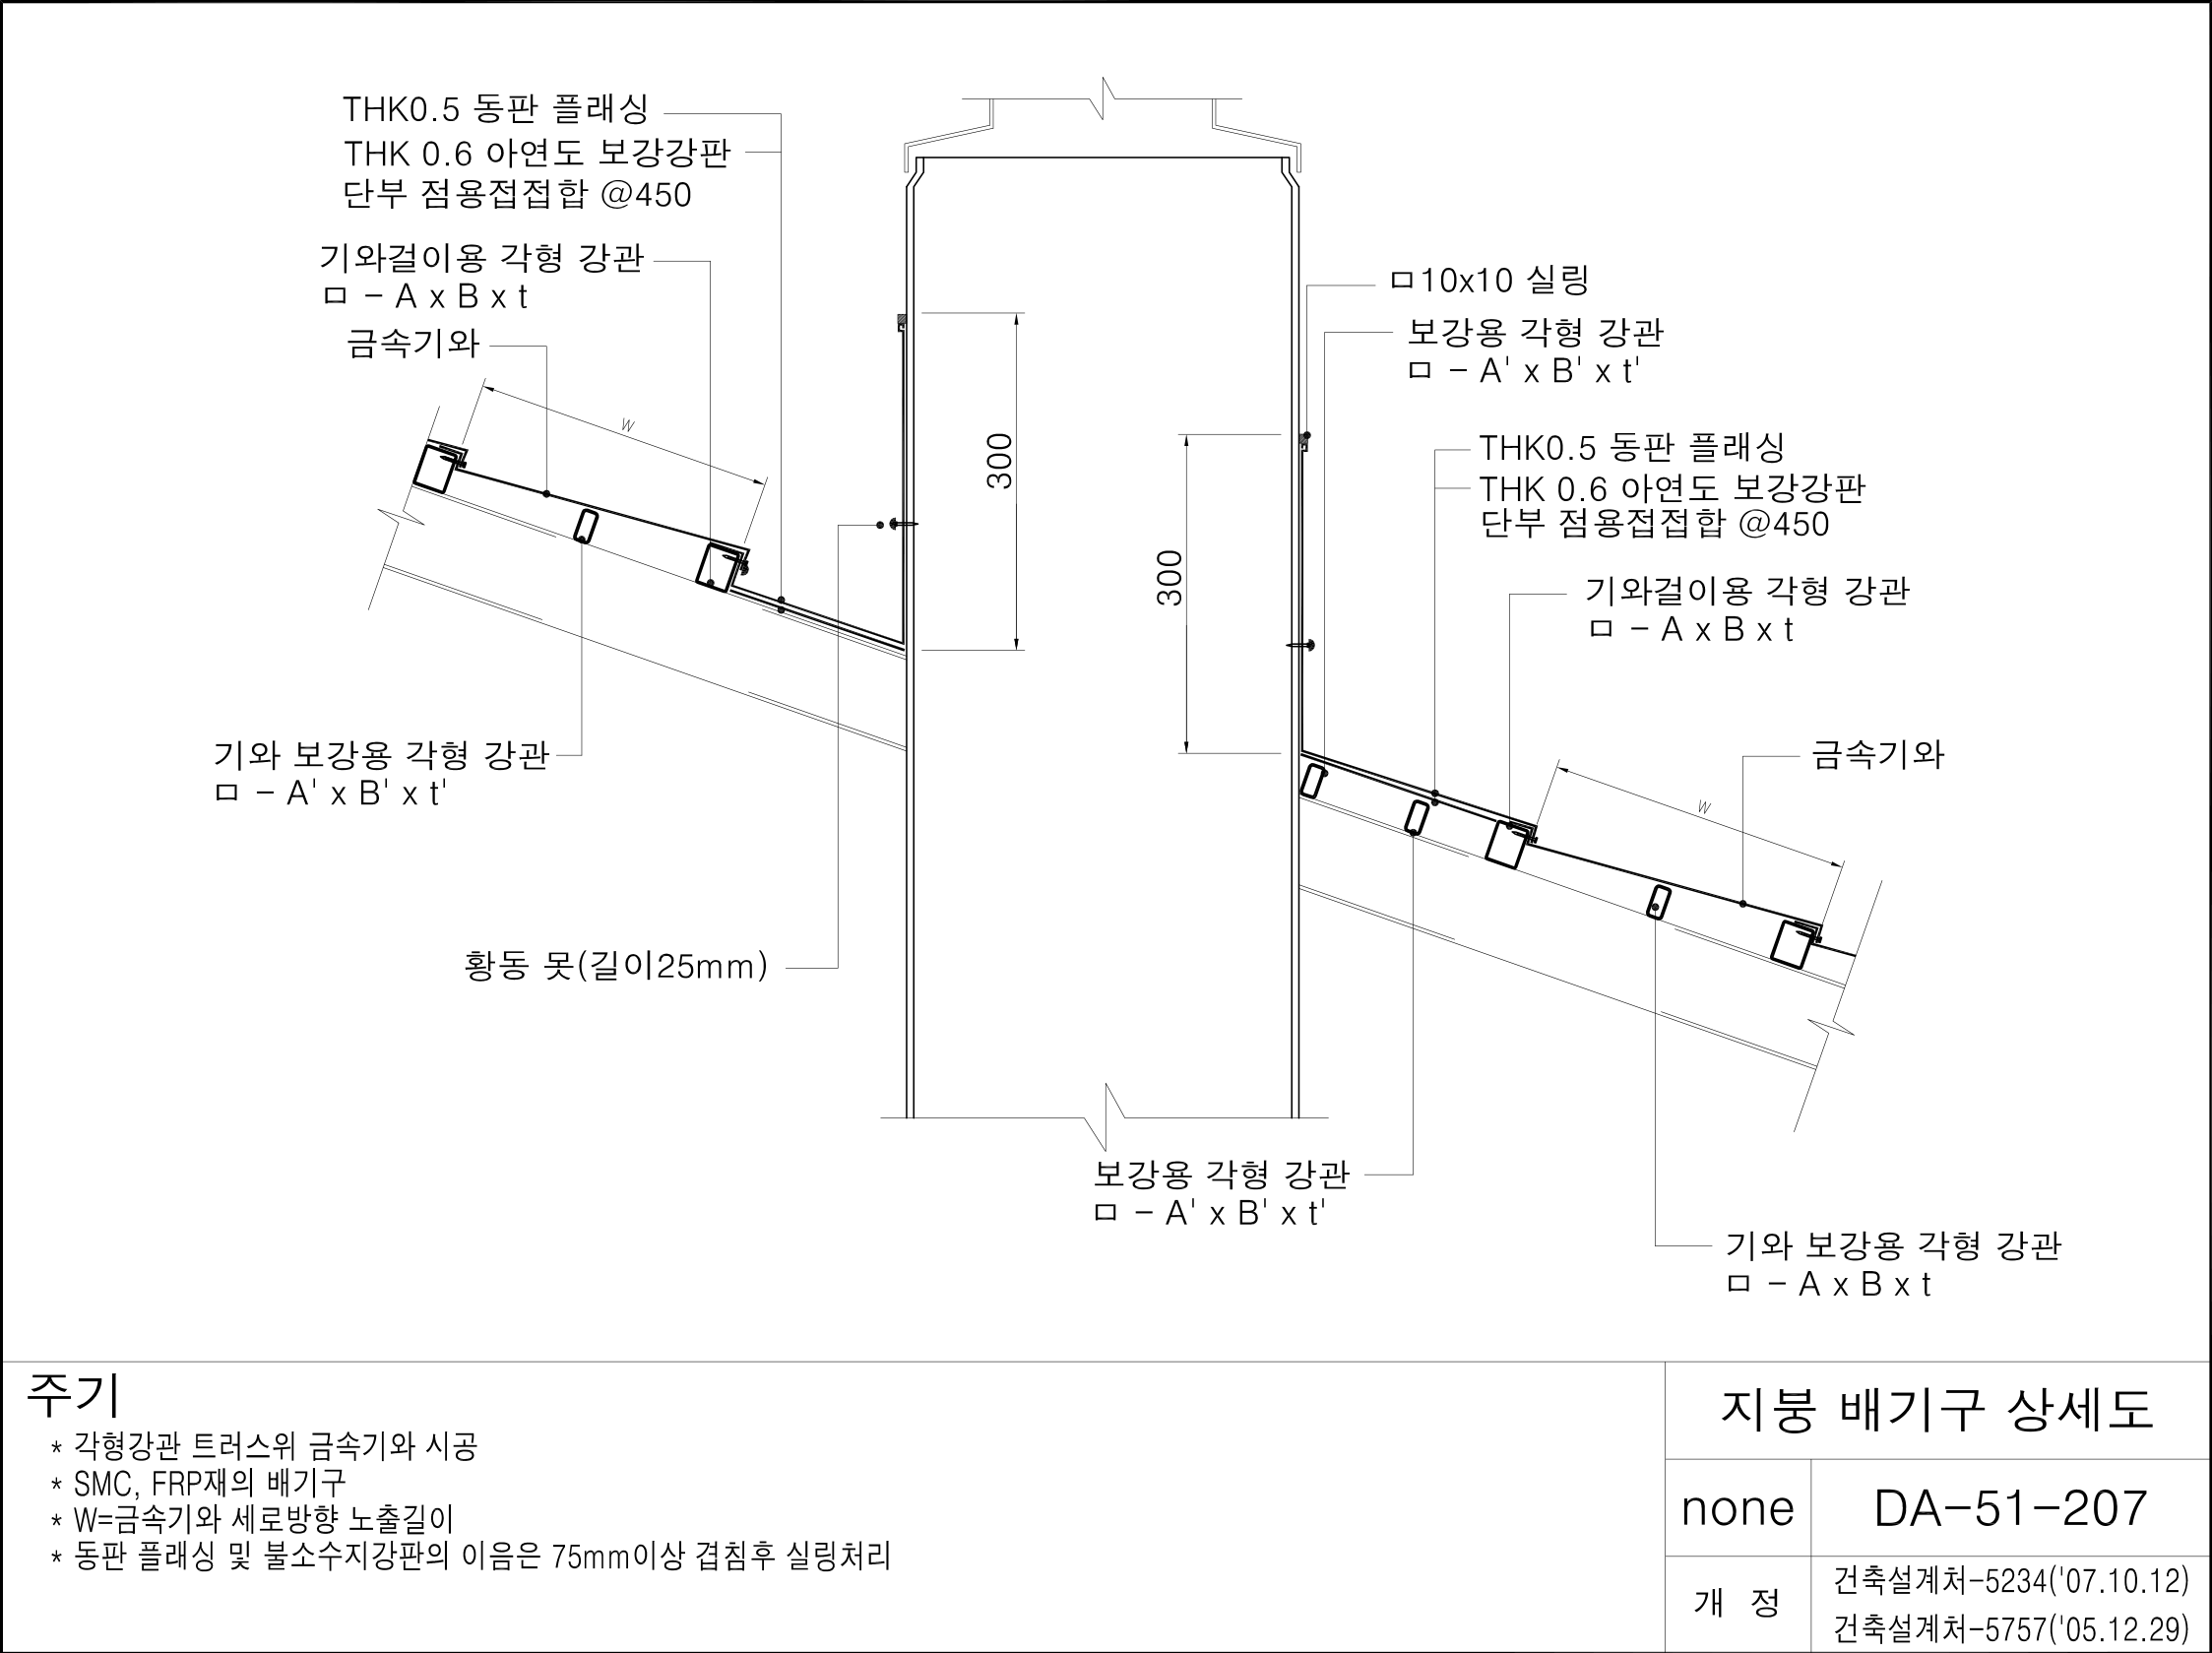 THK0.5 동판 플래싱
THK 0.6 아연도 보강강판
단부 점용접접합 @450
기와걸이용 각형 강관
ㅁ - A x B x t
금속기와
W
300
황동 못(길이25mm)
기와 보강용 각형 강관
ㅁ - A' x B' x t'
ㅁ10x10 실링
보강용 각형 강관
ㅁ - A' x B' x t'
THK0.5 동판 플래싱
THK 0.6 아연도 보강강판
단부 점용접접합 @450
300
기와걸이용 각형 강관
ㅁ - A x B x t
금속기와
W
보강용 각형 강관
ㅁ - A' x B' x t'
기와 보강용 각형 강관
ㅁ - A x B x t
주기
* 각형강관 트러스위 금속기와 시공
* SMC, FRP재의 배기구
* W=금속기와 세로방향 노출길이
* 동판 플래싱 및 불소수지강판의 이음은 75mm이상 겹침후 실링처리
지붕 배기구 상세도
none
DA-51-207
개 정
건축설계처-5234('07.10.12)
건축설계처-5757('05.12.29)